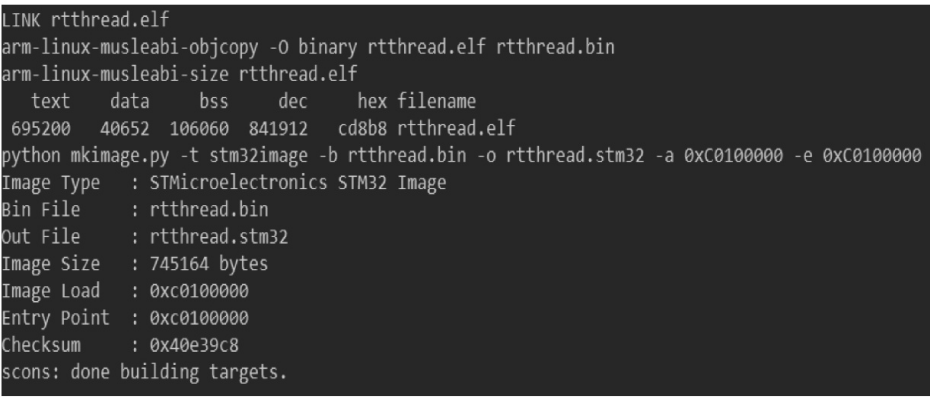 LINK rtthread.elf
arm-linux-musleabi-objcopy -O binary rtthread.elf rtthread.bin
arm-linux-musleabi-size rtthread.elf
   text    data     bss     dec     hex filename
 695200   40652  106060  841912   cd8b8 rtthread.elf
python mkimage.py -t stm32image -b rtthread.bin -o rtthread.stm32 -a 0xC0100000 -e 0xC0100000
Image Type   : STMicroelectronics STM32 Image
Bin File     : rtthread.bin
Out File     : rtthread.stm32
Image Size   : 745164 bytes
Image Load   : 0xc0100000
Entry Point  : 0xc0100000
Checksum     : 0x40e39c8
scons: done building targets.